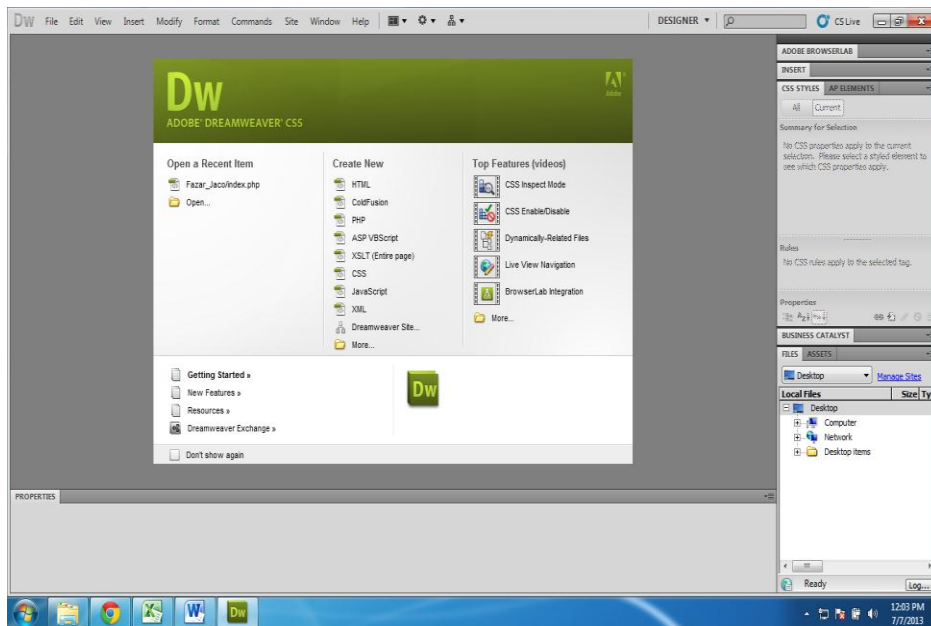 Dw File Edit View Insert Modify Format Commands Site Window Help DESIGNER CS Live
ADOBE BROWSERLAB
INSERT
CSS STYLES AP ELEMENTS
All Current
Summary for Selection
No CSS properties apply to the current
selection. Please select a styled element to
see which CSS properties apply.
Rules
No CSS rules apply to the selected tag.
Properties
BUSINESS CATALYST
FILES ASSETS
Desktop Manage Sites
Local Files Size Ty
Desktop
Computer
Network
Desktop items
Ready Log...
Dw
ADOBE® DREAMWEAVER® CS5
Adobe
Open a Recent Item
Fazar_Jaco/index.php
Open...
Create New
HTML
ColdFusion
PHP
ASP VBScript
XSLT (Entire page)
CSS
JavaScript
XML
Dreamweaver Site...
More...
Top Features (videos)
CSS Inspect Mode
CSS Enable/Disable
Dynamically-Related Files
Live View Navigation
BrowserLab Integration
More...
Getting Started »
New Features »
Resources »
Dreamweaver Exchange »
Dw
Don't show again
PROPERTIES
Dw
12:03 PM
7/7/2013